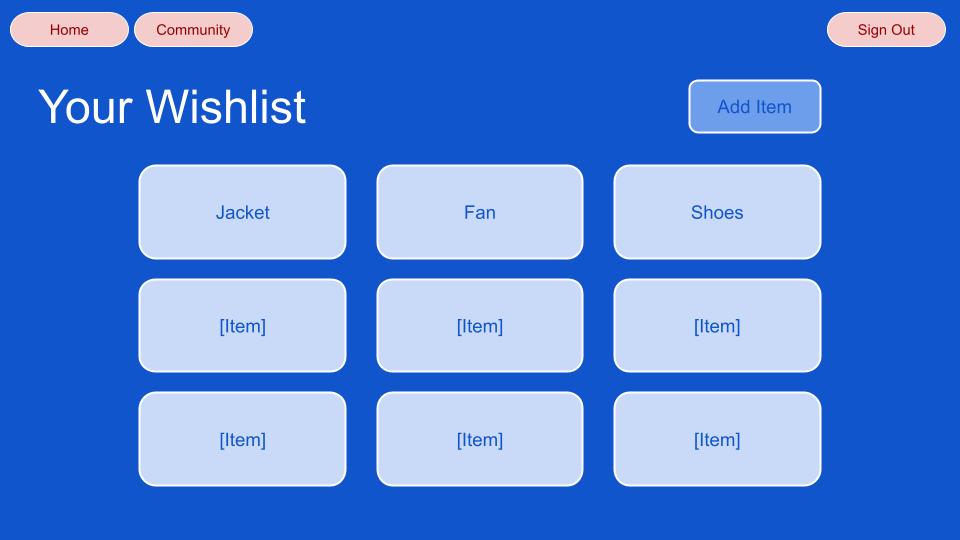 Home
Community
Sign Out
Your Wishlist
Add Item
Jacket
Fan
Shoes
[Item]
[Item]
[Item]
[Item]
[Item]
[Item]